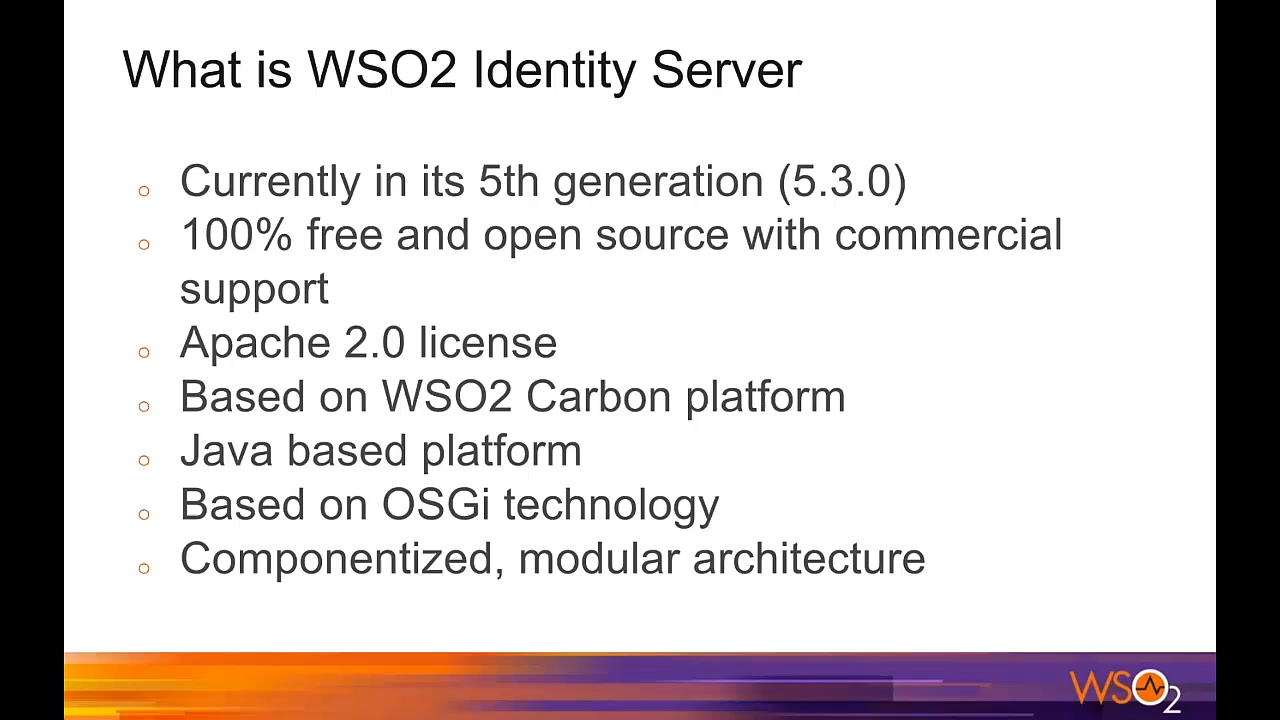 What is WSO2 Identity Server
Currently in its 5th generation (5.3.0)
100% free and open source with commercial
support
Apache 2.0 license
Based on WSO2 Carbon platform
Java based platform
Based on OSGi technology
Componentized, modular architecture
WSO2